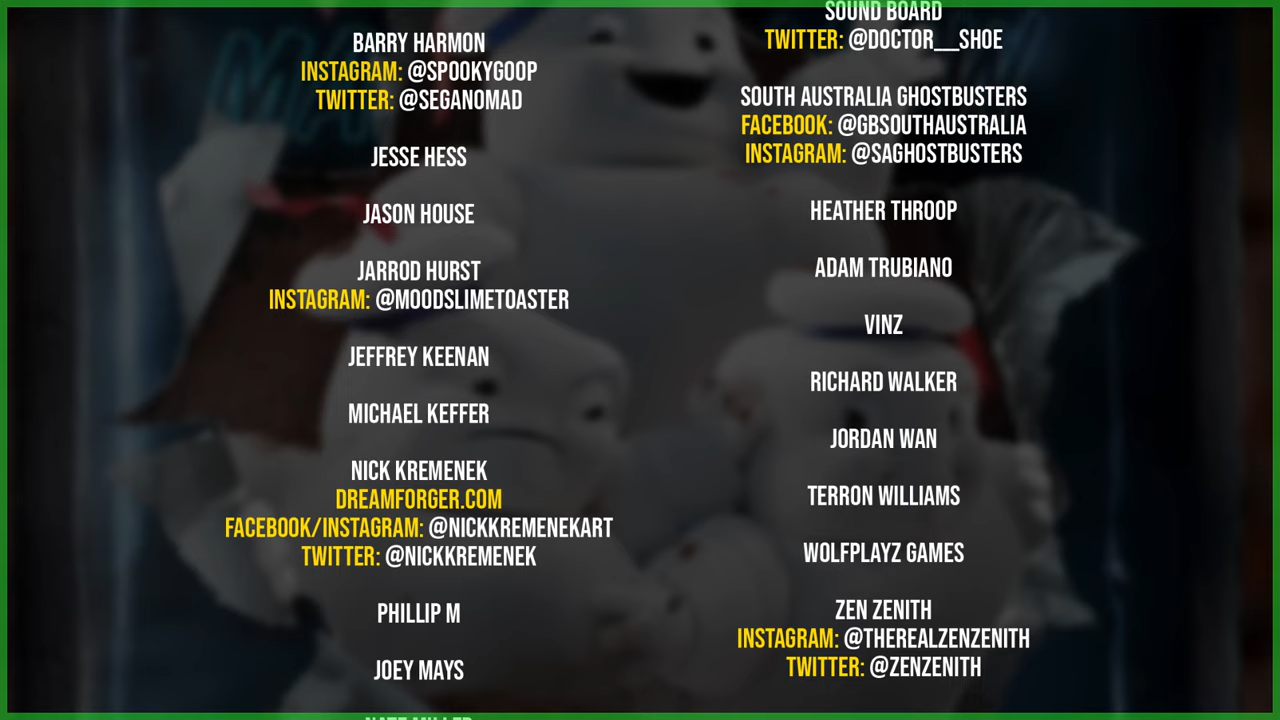 BARRY HARMON
INSTAGRAM: @SPOOKYGOOP
TWITTER: @SEGANOMAD
JESSE HESS
JASON HOUSE
JARROD HURST
INSTAGRAM: @MOODSLIMETOASTER
JEFFREY KEENAN
MICHAEL KEFFER
NICK KREMENEK
DREAMFORGER.COM
FACEBOOK/INSTAGRAM: @NICKKREMENEKART
TWITTER: @NICKKREMENEK
PHILLIP M
JOEY MAYS
SOUND BOARD
TWITTER: @DOCTOR__SHOE
SOUTH AUSTRALIA GHOSTBUSTERS
FACEBOOK: @GBSOUTHAUSTRALIA
INSTAGRAM: @SAGHOSTBUSTERS
HEATHER THROOP
ADAM TRUBIANO
VINZ
RICHARD WALKER
JORDAN WAN
TERRON WILLIAMS
WOLFPLAYZ GAMES
ZEN ZENITH
INSTAGRAM: @THEREALZENZENITH
TWITTER: @ZENZENITH